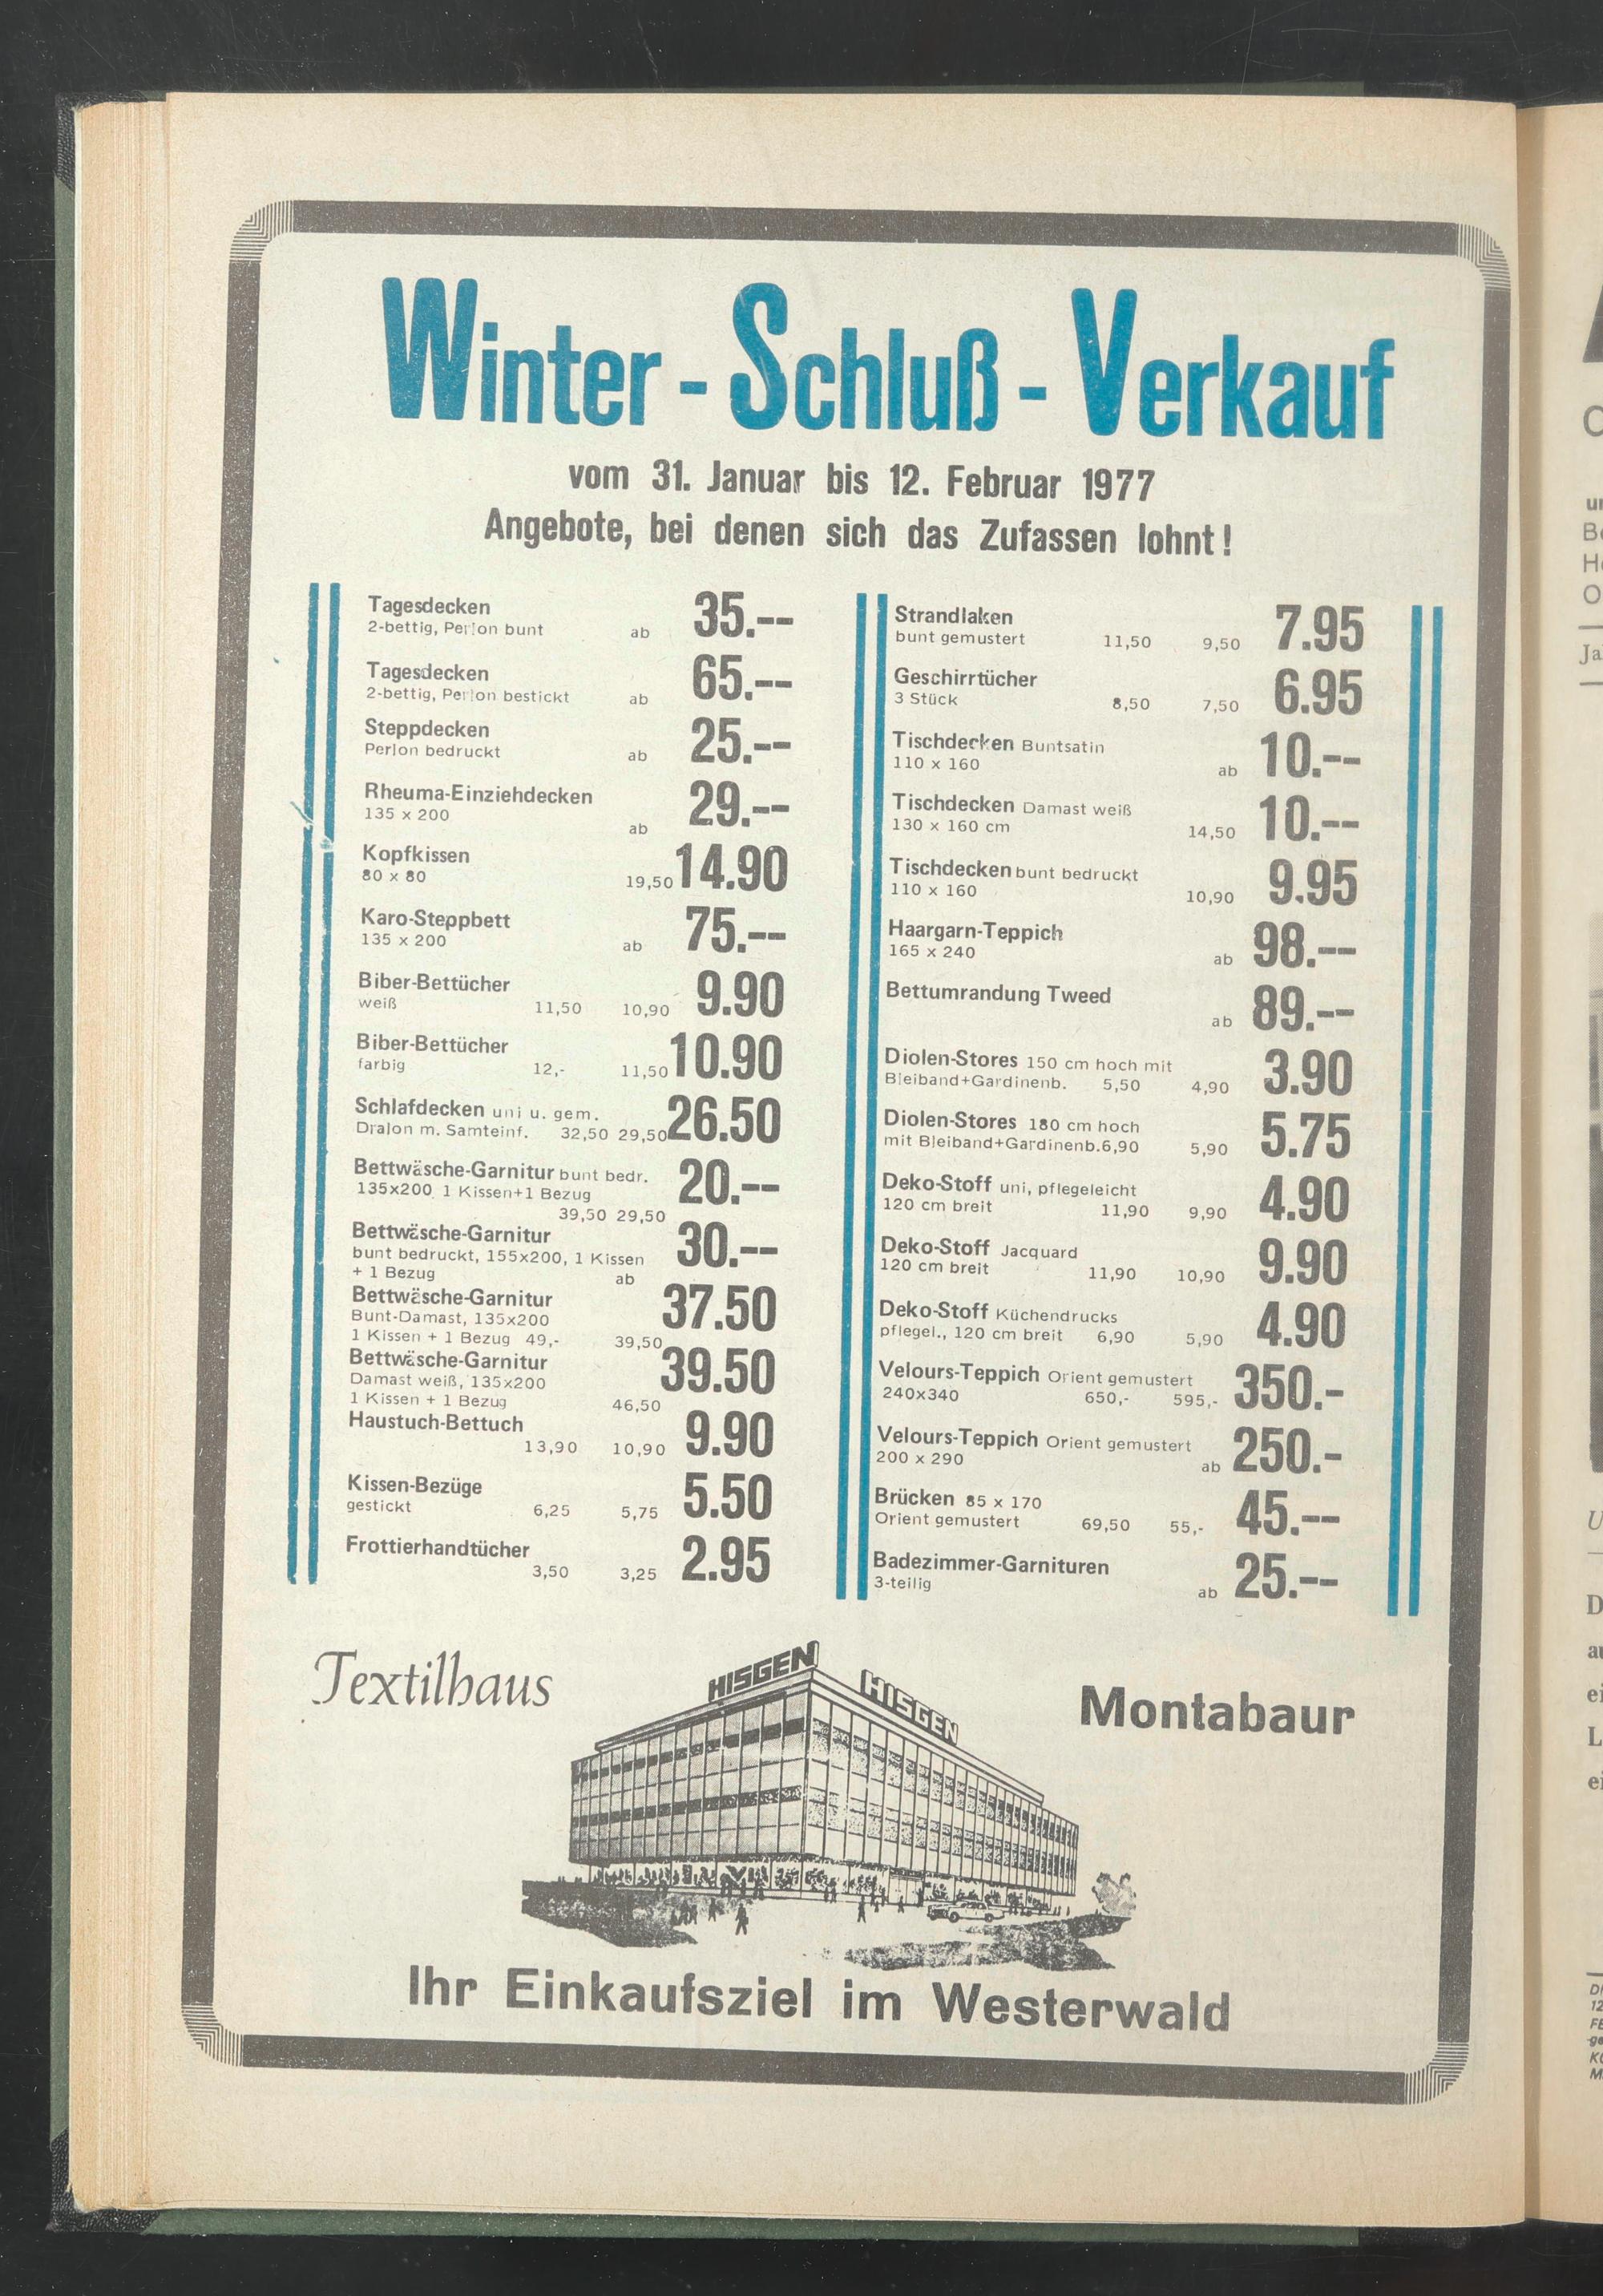 Winter - Schluß - Verkauf
vom 31. Januar bis 12. Februar 1977
Angebote, bei denen sich das Zufassen lohnt!
Tagesdecken
2-bettig, Perlon bunt ab 35.--
Tagesdecken
2-bettig, Perlon bestickt ab 65.--
Steppdecken
Perlon bedruckt ab 25.--
Rheuma-Einziehdecken
135 x 200 ab 29.--
Kopfkissen
80 x 80 19,50 14.90
Karo-Steppbett
135 x 200 ab 75.--
Biber-Bettücher
weiß 11,50 10,90 9.90
Biber-Bettücher
farbig 12,- 11,50 10.90
Schlafdecken uni u. gem.
Dralon m. Samteinf. 32,50 29,50 26.50
Bettwäsche-Garnitur bunt bedr.
135x200 1 Kissen+1 Bezug 20.--
39,50 29,50
Bettwäsche-Garnitur
bunt bedruckt, 155x200, 1 Kissen 30.--
+ 1 Bezug ab
Bettwäsche-Garnitur
Bunt-Damast, 135x200 37.50
1 Kissen + 1 Bezug 49,- 39,50
Bettwäsche-Garnitur
Damast weiß, 135x200 39.50
1 Kissen + 1 Bezug 46,50
Haustuch-Bettuch
13,90 10,90 9.90
Kissen-Bezüge
gestickt 6,25 5,75 5.50
Frottierhandtücher
3,50 3,25 2.95
Strandlaken
bunt gemustert 11,50 9,50 7.95
Geschirrtücher
3 Stück 8,50 7,50 6.95
Tischdecken Buntsatin
110 x 160 ab 10.--
Tischdecken Damast weiß
130 x 160 cm 14,50 10.--
Tischdecken bunt bedruckt
110 x 160 10,90 9.95
Haargarn-Teppich
165 x 240 ab 98.--
Bettumrandung Tweed
ab 89.--
Diolen-Stores 150 cm hoch mit
Bleiband+Gardinenb. 5,50 4,90 3.90
Diolen-Stores 180 cm hoch
mit Bleiband+Gardinenb. 6,90 5,90 5.75
Deko-Stoff uni, pflegeleicht
120 cm breit 11,90 9,90 4.90
Deko-Stoff Jacquard
120 cm breit 11,90 10,90 9.90
Deko-Stoff Küchendrucks
pflegel., 120 cm breit 6,90 5,90 4.90
Velours-Teppich Orient gemustert
240x340 650,- 595,- 350.-
Velours-Teppich Orient gemustert
200 x 290 ab 250.-
Brücken 85 x 170
Orient gemustert 69,50 55,- 45.--
Badezimmer-Garnituren
3-teilig ab 25.--
Textilhaus
HISGEN
HISGEN
Montabaur
Ihr Einkaufsziel im Westerwald